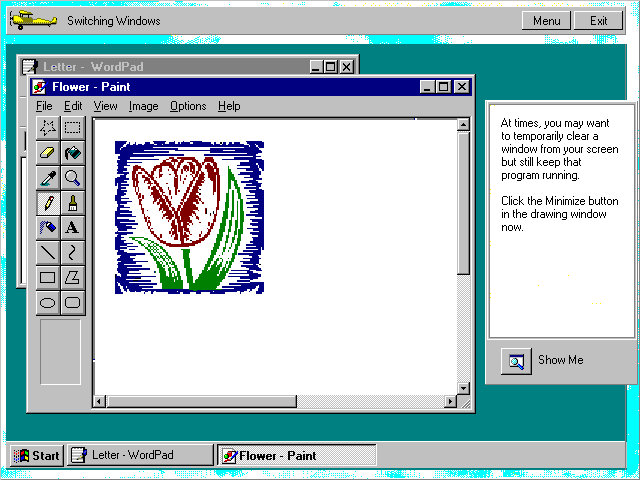 Switching Windows
Menu
Exit
Letter - WordPad
Flower - Paint
File Edit View Image Options Help
A
At times, you may want
to temporarily clear a
window from your screen
but still keep that
program running.
Click the Minimize button
in the drawing window
now.
Show Me
Start
Letter - WordPad
Flower - Paint